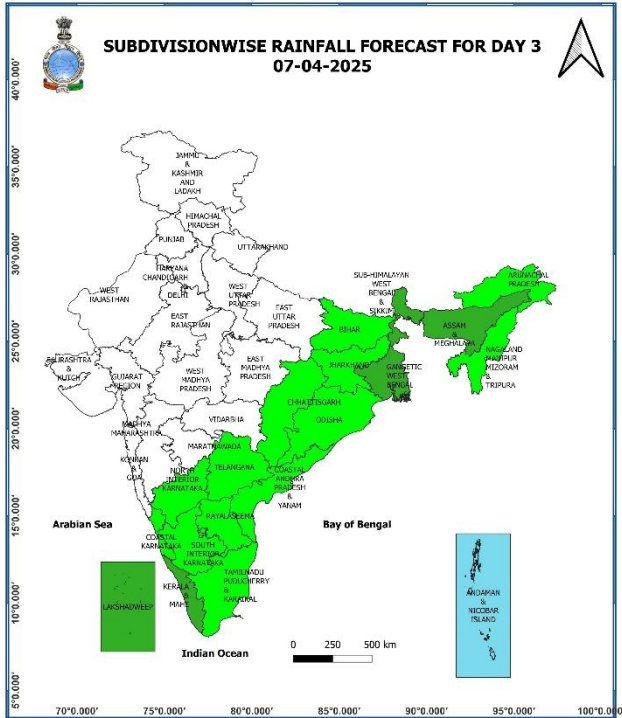 SUBDIVISIONWISE RAINFALL FORECAST FOR DAY 3
07-04-2025
40°0.000'
35°0.000'
30°0.000'
25°0.000'
20°0.000'
15°0.000'
10°0.000'
5°0.000'
JAMMU
&
KASHMIR
AND
LADAKH
HIMACHAL
PRADESH
PUNJAB
UTTARAKHAND
HARYANA
CHANDIGARH
&
DELHI
WEST
RAJASTHAN
WEST
UTTAR
PRADESH
EAST
RAJASTHAN
EAST
UTTAR
PRADESH
SUB-HIMALAYAN
WEST
BENGAL
&
SIKKIM
ARUNACHAL
PRADESH
ASSAM
&
MEGHALAYA
NAGALAND
MANIPUR
MIZORAM
&
TRIPURA
BIHAR
JHARKHAND
GANGETIC
WEST
BENGAL
SAURASHTRA
&
KUTCH
GUJARAT
REGION
WEST
MADHYA
PRADESH
EAST
MADHYA
PRADESH
CHHATTISGARH
ODISHA
VIDARBHA
MADHYA
MAHARASHTRA
MARATHAWADA
KONKAN
&
GOA
TELANGANA
NORTH
INTERIOR
KARNATAKA
COASTAL
ANDHRA
PRADESH
&
YANAM
RAYALASEEMA
COASTAL
KARNATAKA
SOUTH
INTERIOR
KARNATAKA
TAMILNADU
PUDUCHERRY
&
KARAIKAL
KERALA
&
MAHE
LAKSHADWEEP
ANDAMAN
&
NICOBAR
ISLAND
Arabian Sea
Bay of Bengal
Indian Ocean
0 250 500 km
70°0.000' 75°0.000' 80°0.000' 85°0.000' 90°0.000' 95°0.000' 100°0.000'